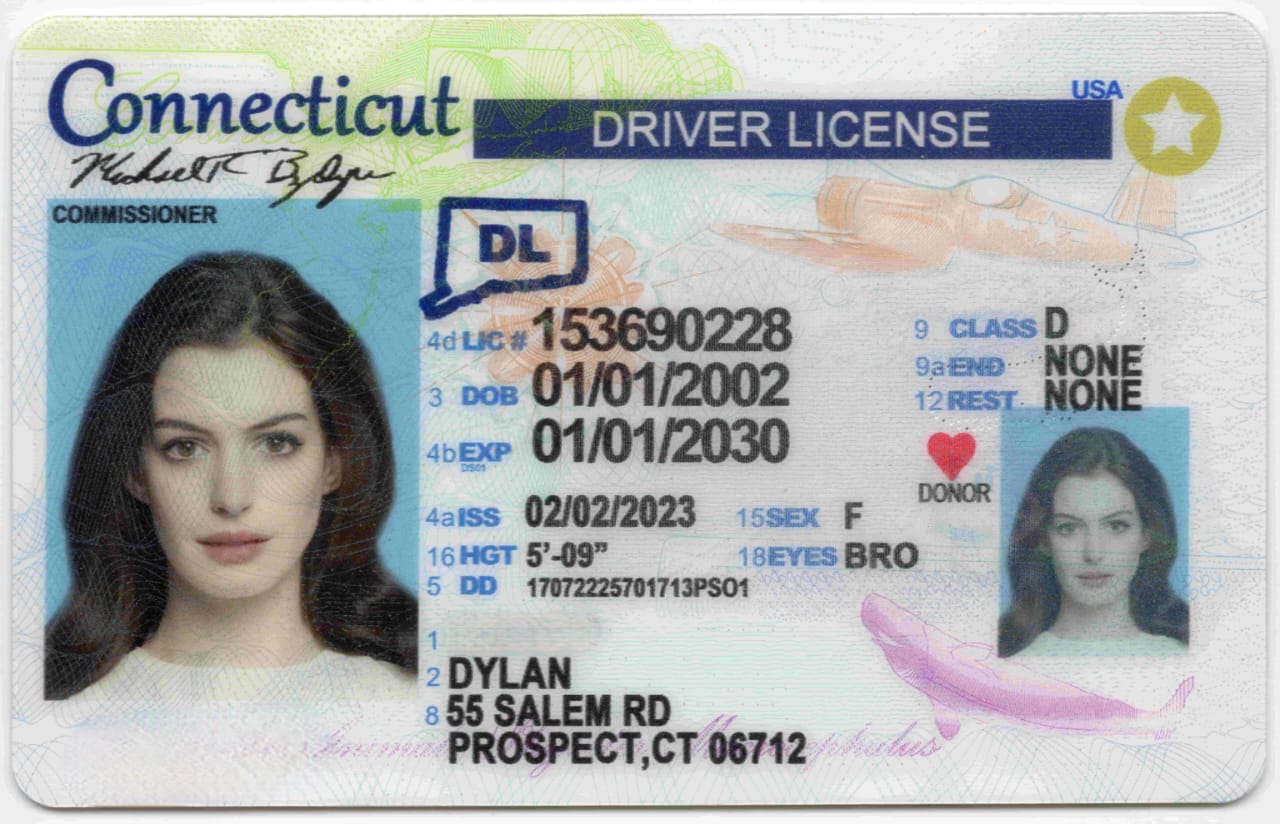 Connecticut
DRIVER LICENSE
USA
COMMISSIONER
DL
4d LIC # 153690228
3 DOB 01/01/2002
4b EXP 01/01/2030
DS01
4a ISS 02/02/2023
15 SEX F
16 HGT 5'-09"
18 EYES BRO
5 DD 17072225701713PSO1
9 CLASS D
9a END NONE
12 REST NONE
DONOR
1
2 DYLAN
8 55 SALEM RD
PROSPECT,CT 06712